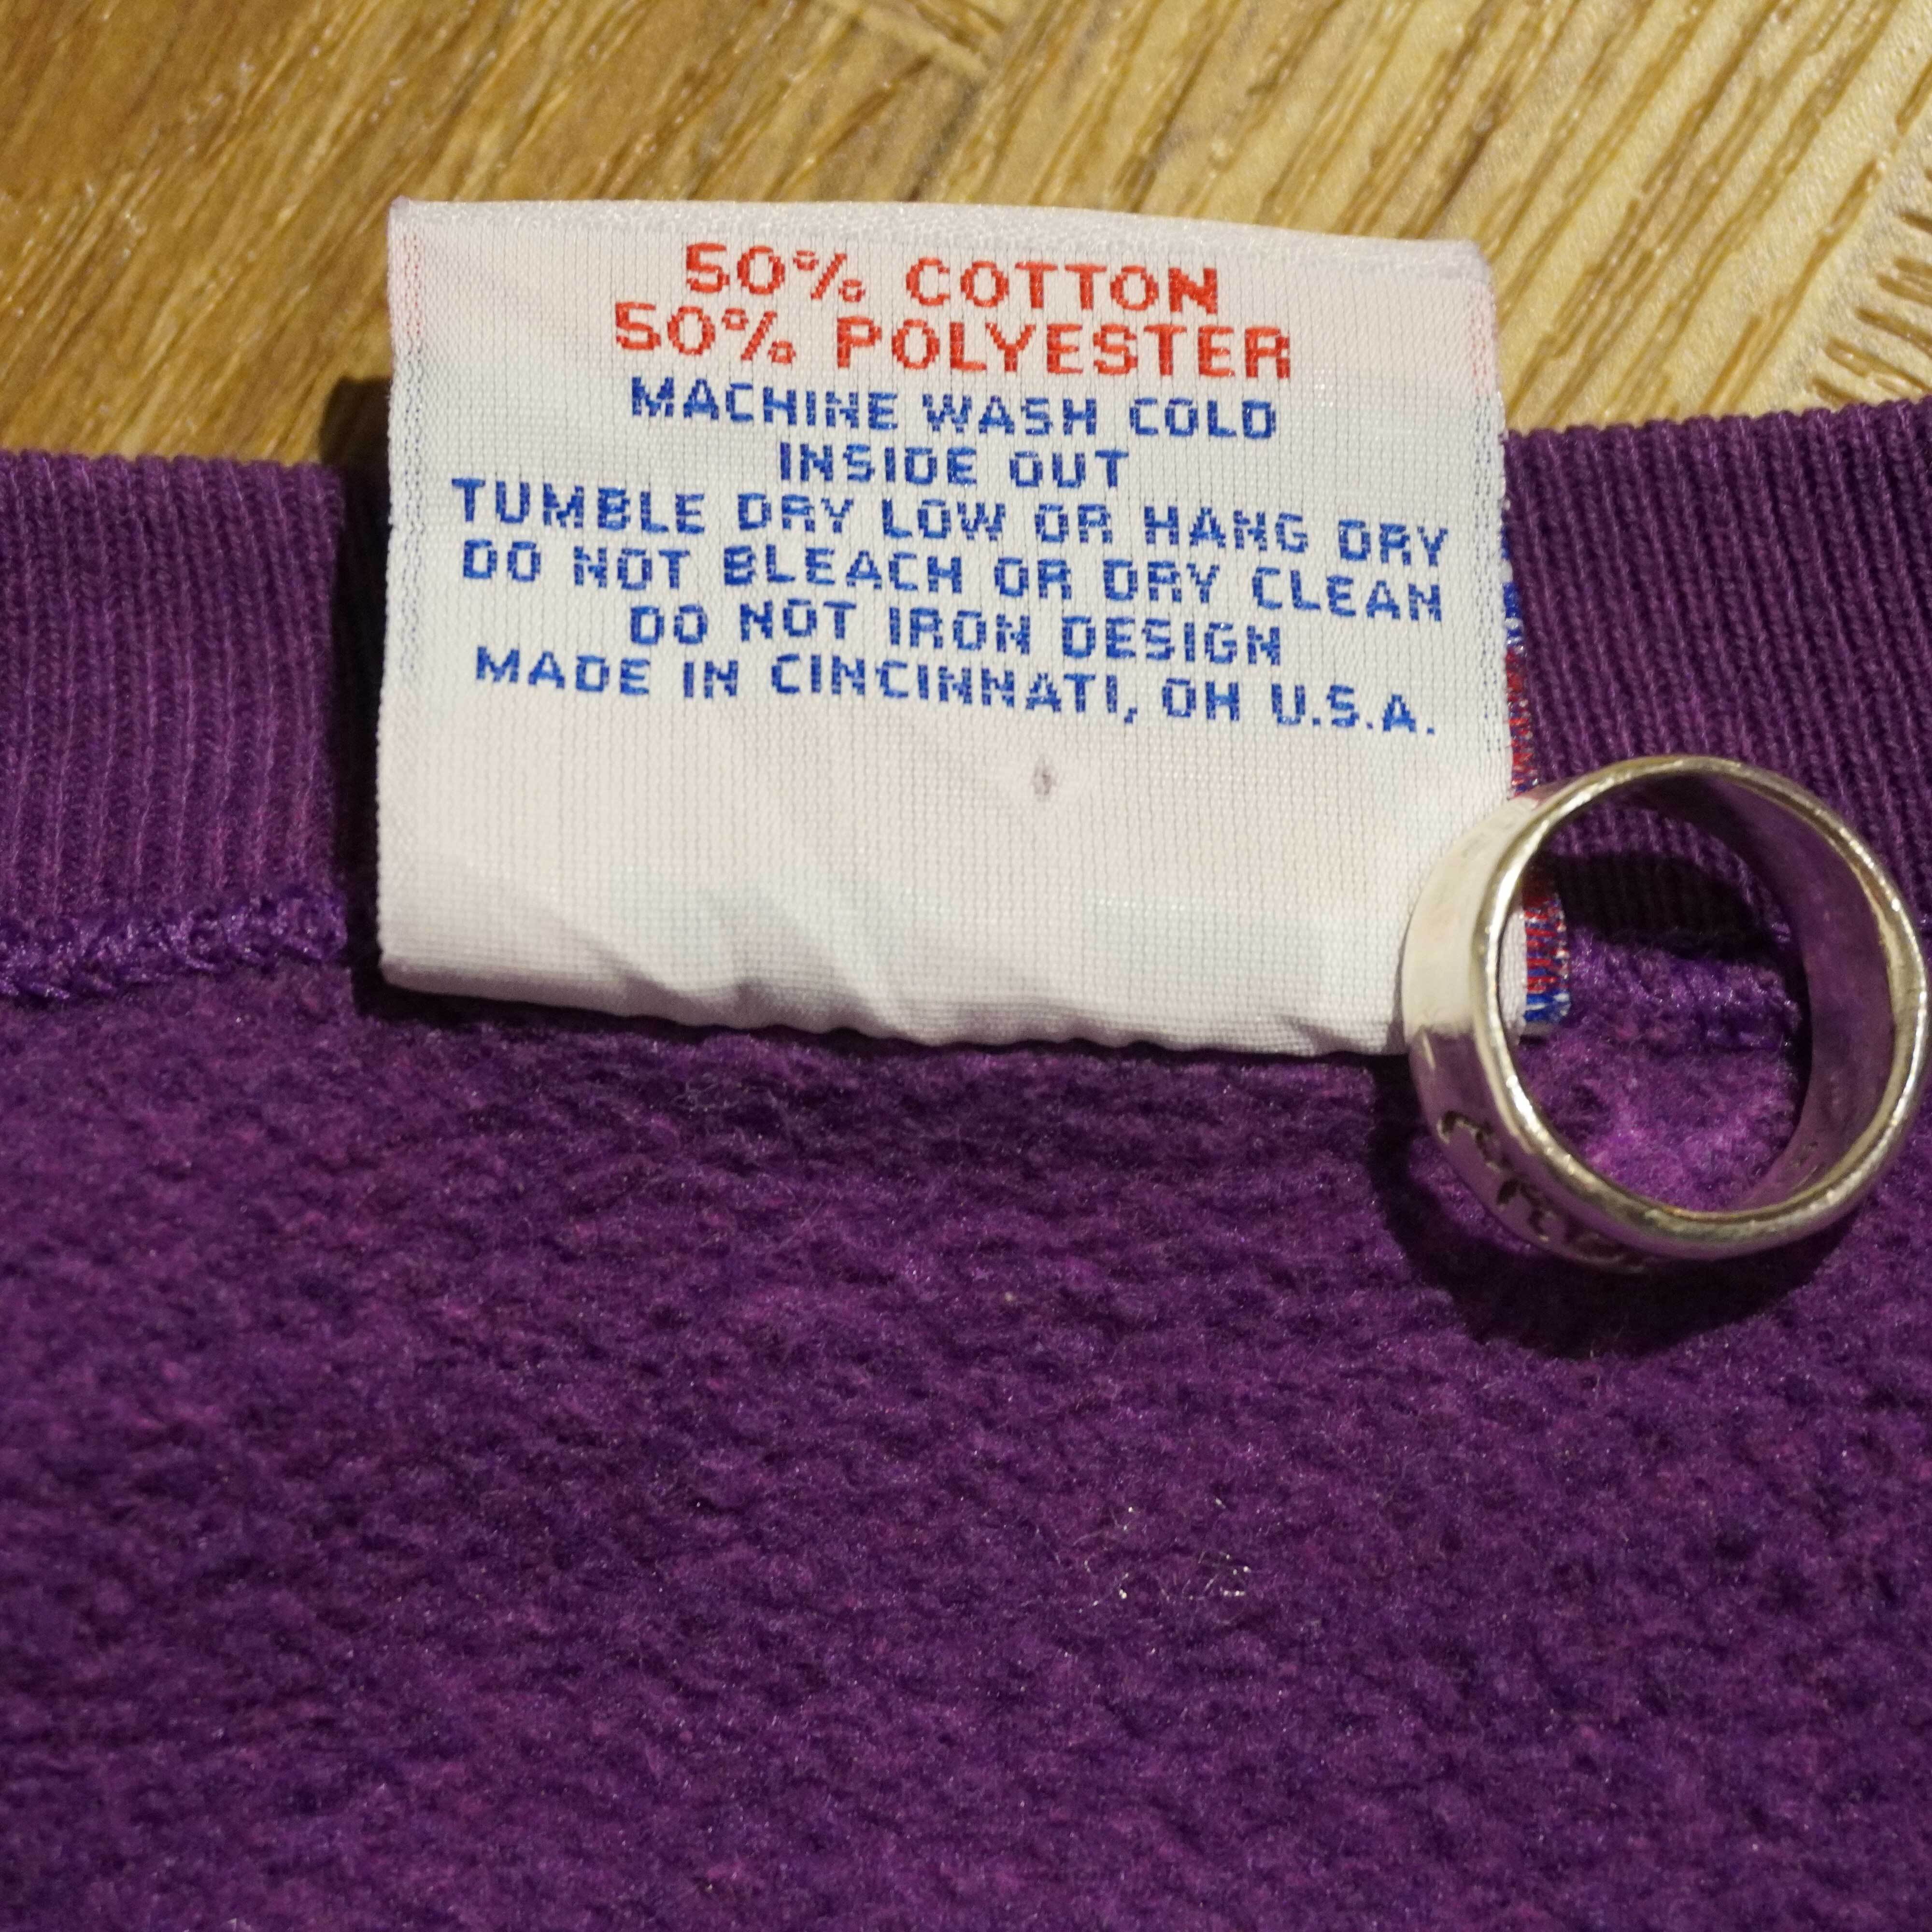 50% COTTON
50% POLYESTER
MACHINE WASH COLD
INSIDE OUT
TUMBLE DRY LOW OR HANG DRY
DO NOT BLEACH OR DRY CLEAN
DO NOT IRON DESIGN
MADE IN CINCINNATI, OH U.S.A.